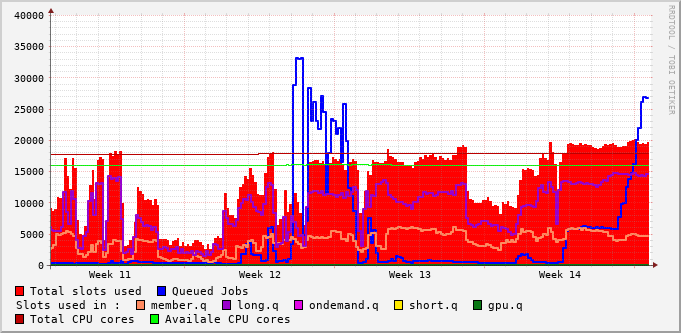 40000
35000
30000
25000
20000
15000
10000
5000
0
Week 11 Week 12 Week 13 Week 14
Total slots used Queued Jobs
Slots used in : member.q long.q ondemand.q short.q gpu.q
Total CPU cores Availale CPU cores
RRDTOOL / TOBI OETIKER